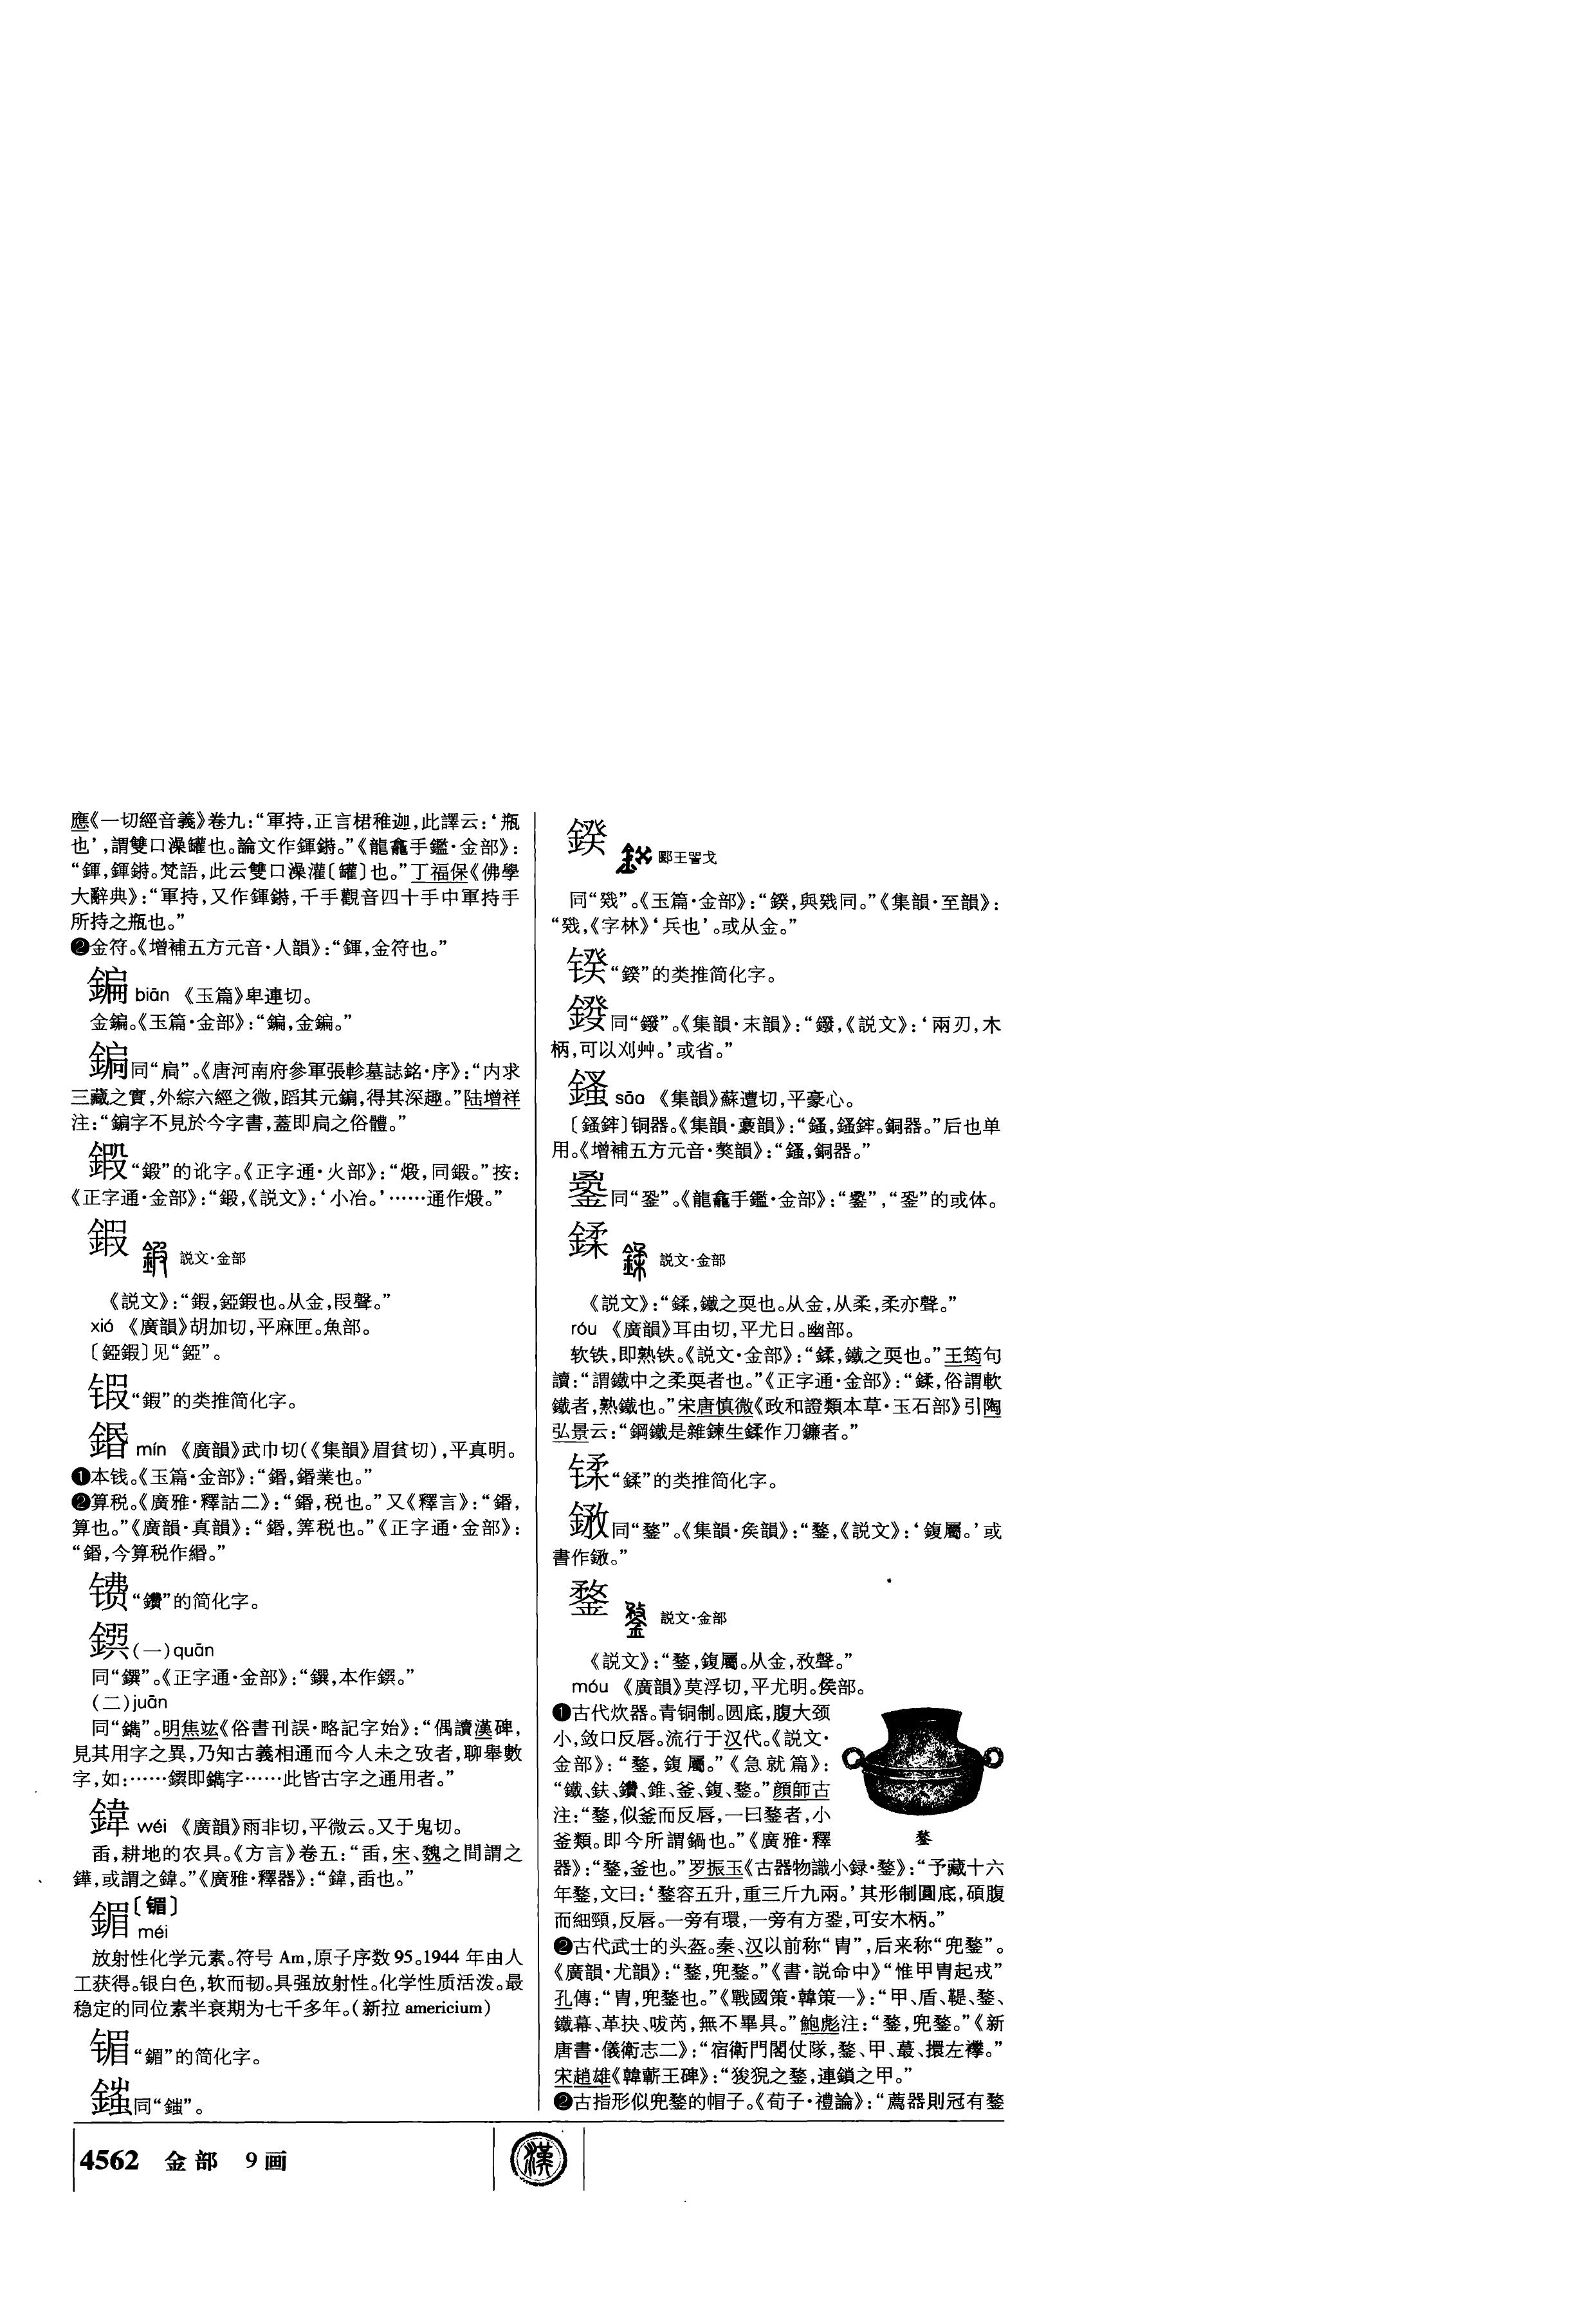 應《一切經音義》卷九：“軍持，正言桾稚迦，此譯云：‘瓶
也’，謂雙口澡罐也。論文作鍕鍗。”《龍龕手鑑·金部》：
“鍕，鍕鍗。梵語，此云雙口澡灌〔罐〕也。”丁福保《佛學
大辭典》：“軍持，又作鍕鍗，千手觀音四十手中軍持手
所持之瓶也。”
❷金符。《增補五方元音·人韻》：“鍕，金符也。”
鍽 biān 《玉篇》卑連切。
金鍽。《玉篇·金部》：“鍽，金鍽。”
同“扃”。《唐河南府參軍張軫墓誌銘·序》：“内求
三藏之實，外綜六經之微，蹈其元，得其深趣。”陆增祥
注：“字不見於今字書，蓋即扃之俗體。”
“鍛”的讹字。《正字通·火部》：“煅，同鍛。”按：
《正字通·金部》：“鍛，《説文》：‘小冶。’……通作煅。”
鍜 説文·金部
《説文》：“鍜，錏鍜也。从金，叚聲。”
xiá 《廣韻》胡加切，平麻匣。魚部。
〔錏鍜〕见“錏”。
“鍜”的类推简化字。
鍲 mín 《廣韻》武巾切（《集韻》眉貧切），平真明。
❶本钱。《玉篇·金部》：“鍲，鍲業也。”
❷算税。《廣雅·釋詁二》：“鍲，税也。”又《釋言》：“鍲，
算也。”《廣韻·真韻》：“鍲，筭税也。”《正字通·金部》：
“鍲，今算税作緡。”
镄“鐨”的简化字。
(一)quān
同“鐉”。《正字通·金部》：“鐉，本作。”
(二)juān
同“鐫”。明焦竑《俗書刊誤·略記字始》：“偶讀漢碑，
見其用字之異，乃知古義相通而今人未之攷者，聊舉數
字，如：……即鐫字……此皆古字之通用者。”
鍏 wéi 《廣韻》雨非切，平微云。又于鬼切。
臿，耕地的农具。《方言》卷五：“臿，宋、魏之間謂之
鏵，或謂之鍏。”《廣雅·釋器》：“鍏，臿也。”
鎇〔镅〕
méi
放射性化学元素。符号 Am，原子序数 95。1944 年由人
工获得。银白色，软而韧。具强放射性。化学性质活泼。最
稳定的同位素半衰期为七千多年。（新拉 americium）
镅“鎇”的简化字。
同“”。
鍨 郾王詈戈
同“戣”。《玉篇·金部》：“鍨，與戣同。”《集韻·至韻》：
“戣，《字林》‘兵也’。或从金。”
“鍨”的类推简化字。
同“鏺”。《集韻·末韻》：“鏺，《説文》：‘兩刃，木
柄，可以刈艸。’或省。”
sāo 《集韻》蘇遭切，平豪心。
〔鉾〕铜器。《集韻·豪韻》：“，鉾。銅器。”后也单
用。《增補五方元音·獒韻》：“，銅器。”
同“銎”。《龍龕手鑑·金部》：“”，“銎”的或体。
鍒 説文·金部
《説文》：“鍒，鐵之耎也。从金，从柔，柔亦聲。”
róu 《廣韻》耳由切，平尤日。幽部。
软铁，即熟铁。《説文·金部》：“鍒，鐵之耎也。”王筠句
讀：“謂鐵中之柔耎者也。”《正字通·金部》：“鍒，俗謂軟
鐵者，熟鐵也。”宋唐慎微《政和證類本草·玉石部》引陶
弘景云：“鋼鐵是雜鍊生鍒作刀鐮者。”
“鍒”的类推简化字。
同“鍪”。《集韻·矦韻》：“鍪，《説文》：‘鍑屬。’或
書作。”
鍪 説文·金部
《説文》：“鍪，鍑屬。从金，敄聲。”
móu 《廣韻》莫浮切，平尤明。侯部。
❶古代炊器。青铜制。圆底，腹大颈
小，敛口反唇。流行于汉代。《説文·
金部》：“鍪，鍑屬。”《急就篇》：
“鐵、鈇、鑽、錐、釜、鍑、鍪。”顔師古
注：“鍪，似釜而反唇，一曰鍪者，小
釜類。即今所謂鍋也。”《廣雅·釋
鍪
器》：“鍪，釜也。”罗振玉《古器物識小録·鍪》：“予藏十六
年鍪，文曰：‘鍪容五升，重三斤九兩。’其形制圓底，碩腹
而細頸，反唇。一旁有環，一旁有方銎，可安木柄。”
❷古代武士的头盔。秦、汉以前称“胄”，后来称“兜鍪”。
《廣韻·尤韻》：“鍪，兜鍪。”《書·説命中》“惟甲冑起戎”
孔傳：“冑，兜鍪也。”《戰國策·韓策一》：“甲、盾、鞮、鍪、
鐵幕、革抉、㕹芮，無不畢具。”鮑彪注：“鍪，兜鍪。”《新
唐書·儀衛志二》：“宿衛門閣仗隊，鍪、甲、蕞、擐左襻。”
宋趙雄《韓蘄王碑》：“狻猊之鍪，連鎖之甲。”
❷古指形似兜鍪的帽子。《荀子·禮論》：“薦器則冠有鍪
4562 金部 9画
漢